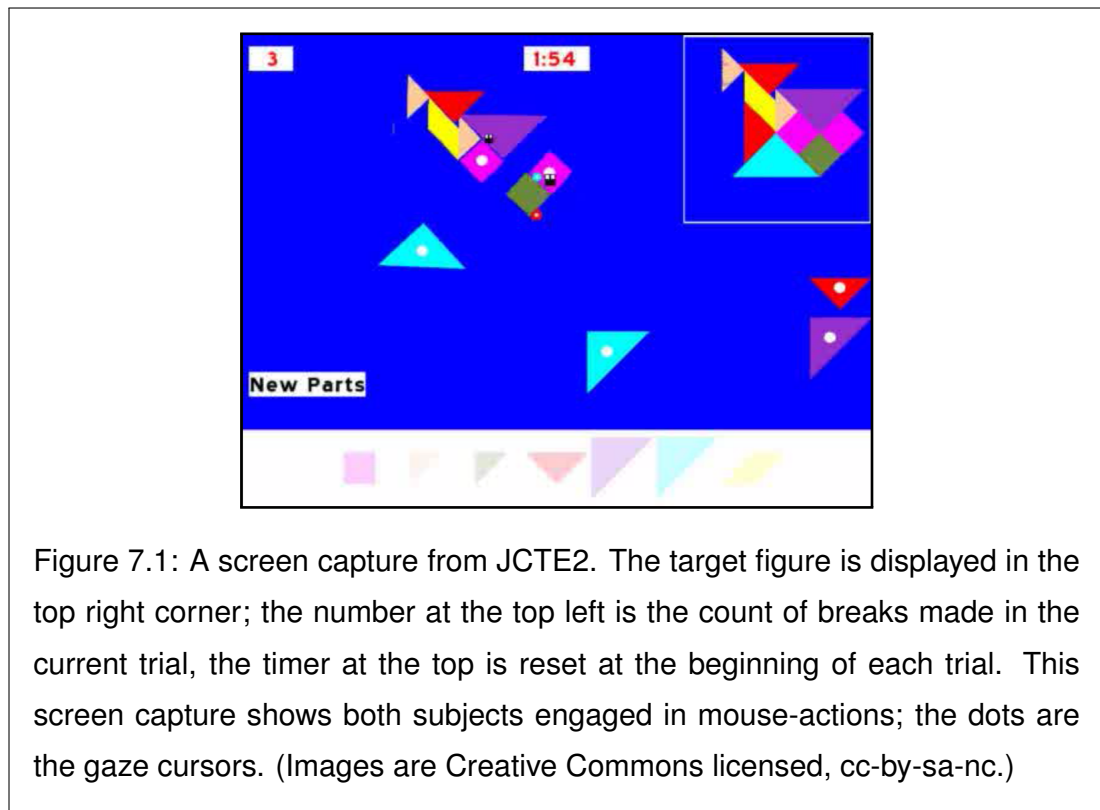 3
1:54
New Parts
Figure 7.1: A screen capture from JCTE2. The target figure is displayed in the
top right corner; the number at the top left is the count of breaks made in the
current trial, the timer at the top is reset at the beginning of each trial. This
screen capture shows both subjects engaged in mouse-actions; the dots are
the gaze cursors. (Images are Creative Commons licensed, cc-by-sa-nc.)